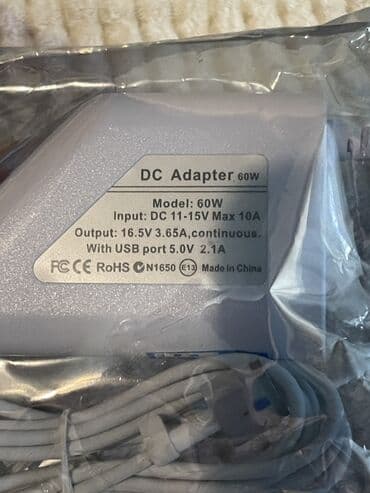 DC Adapter 60W
Model: 60W
Input: DC 11-15V Max 10A
Output: 16.5V 3.65A,continuous.
With USB port 5.0V 2.1A
FC CE RoHS N1650 E13 Made in China